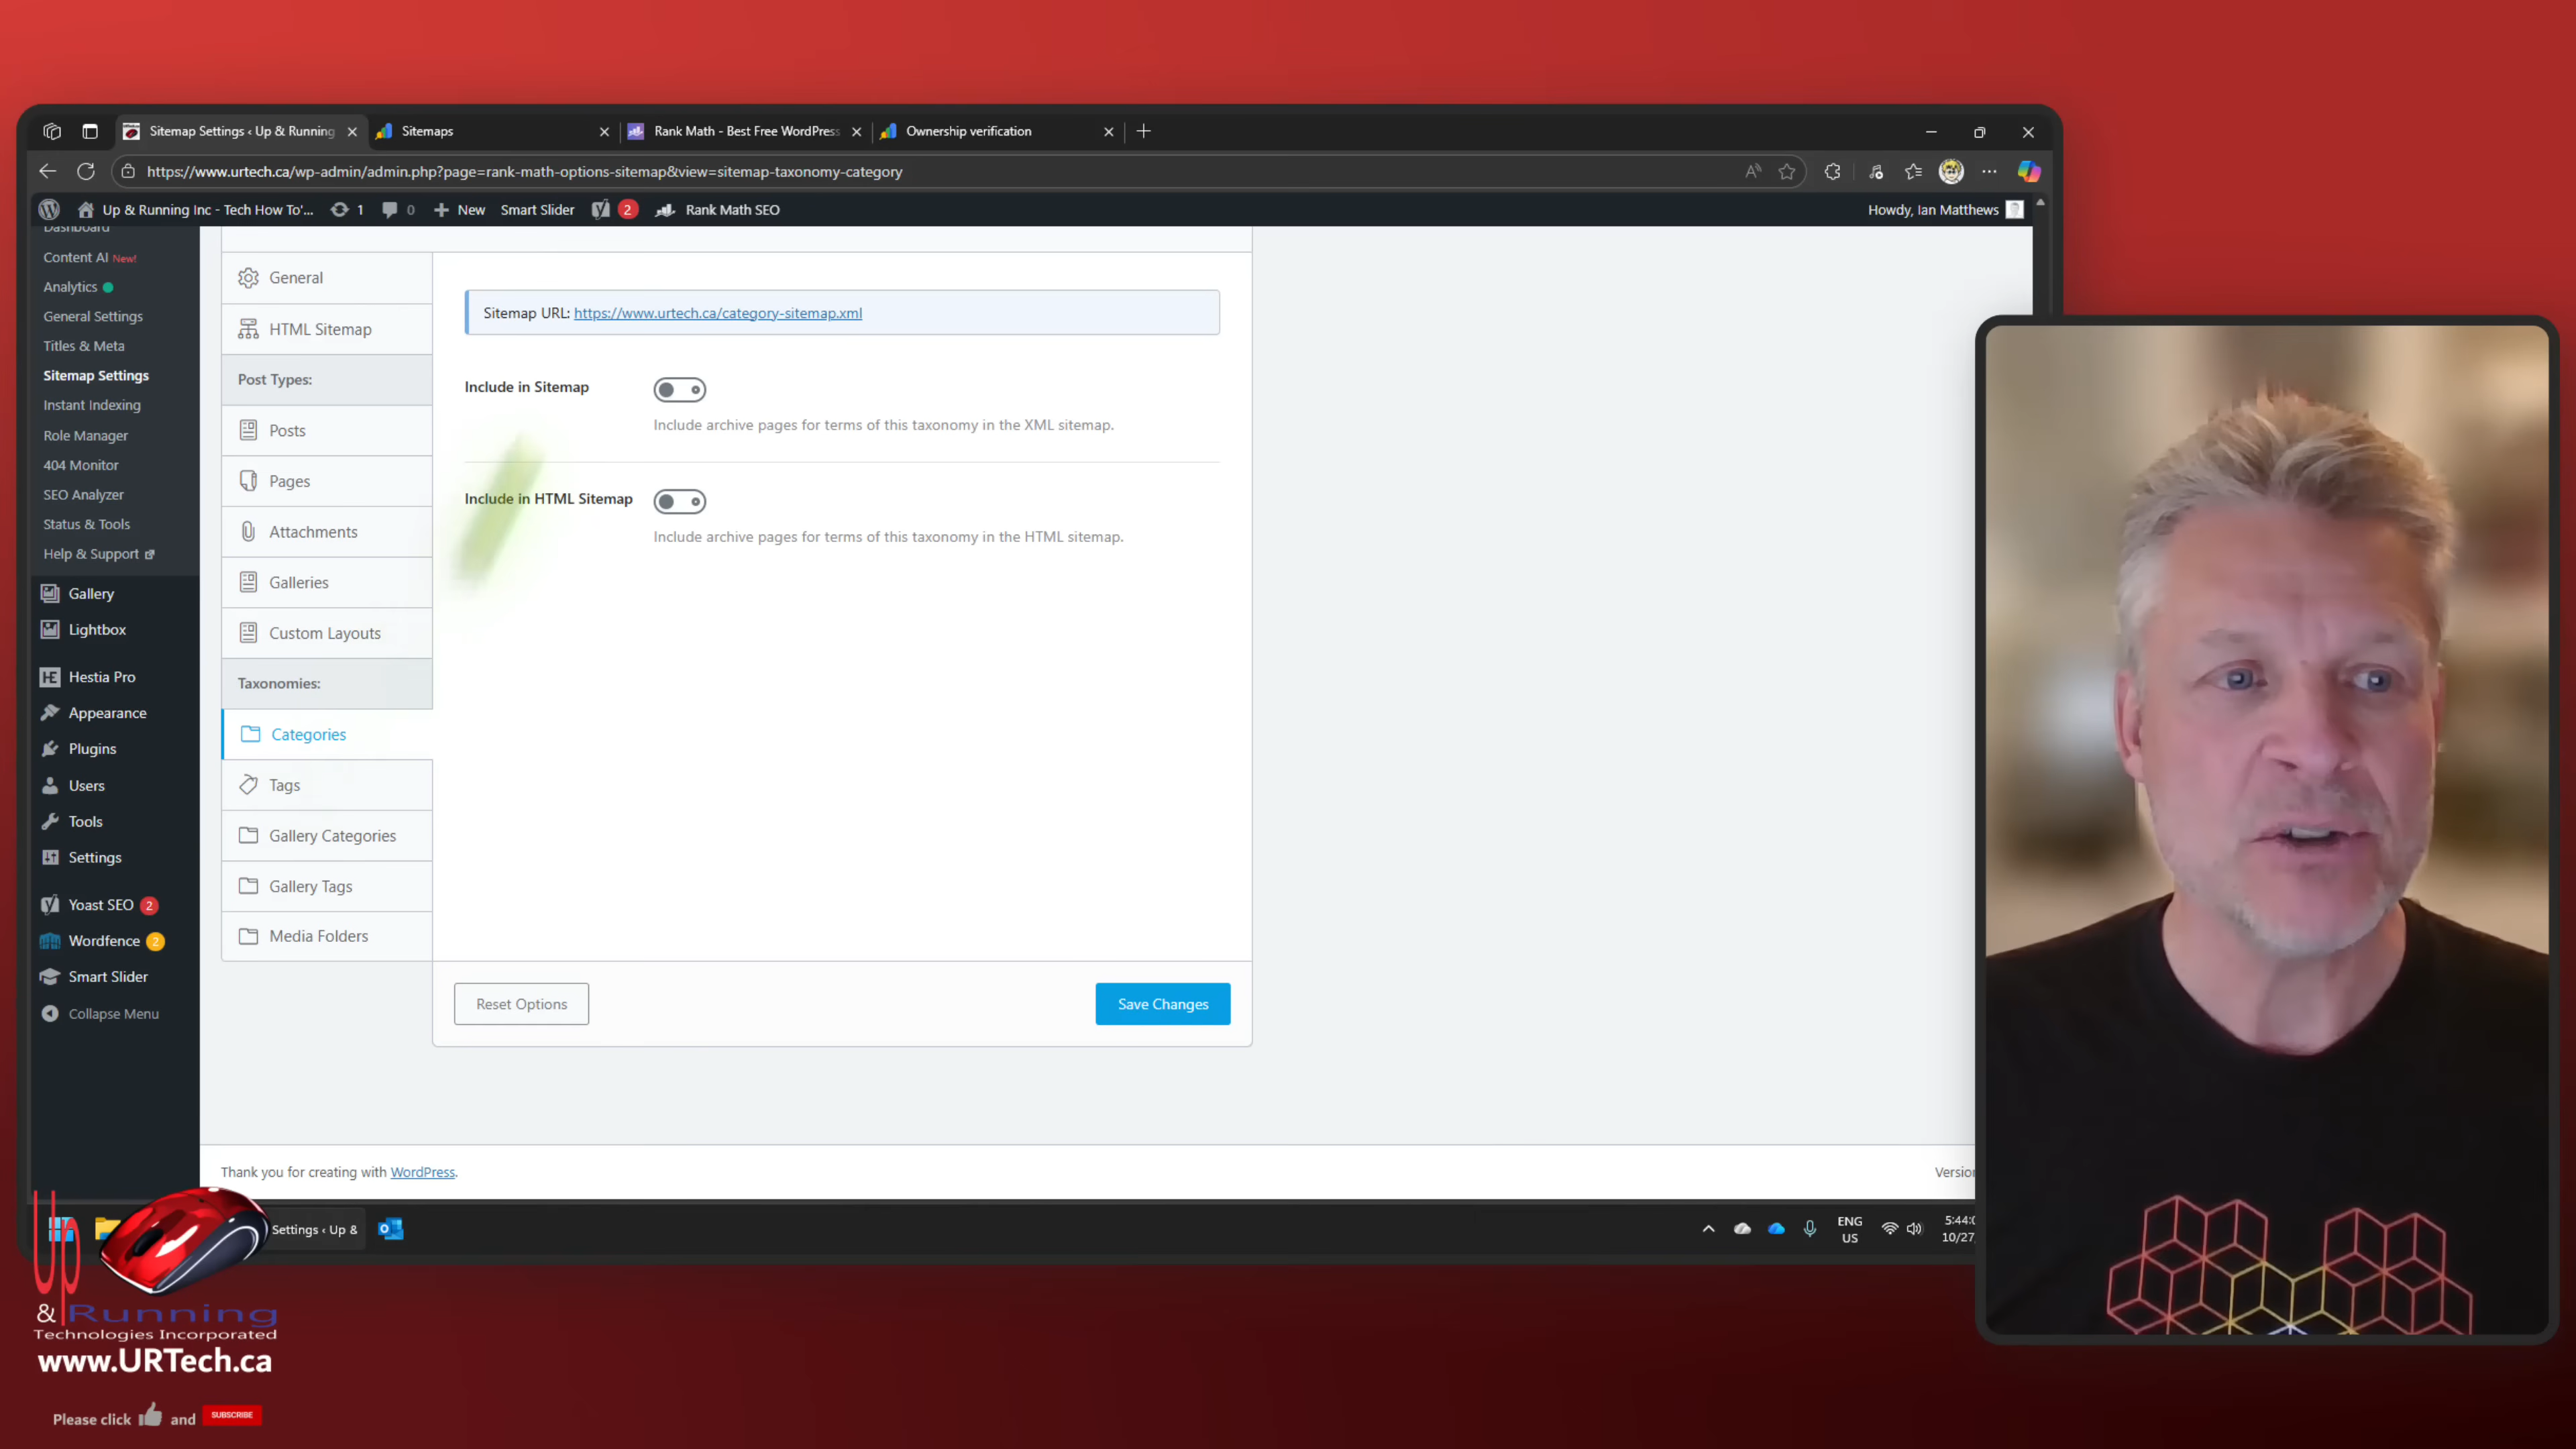 Sitemap Settings ‹ Up & Running
Sitemaps
Rank Math - Best Free WordPress
Ownership verification
https://www.urtech.ca/wp-admin/admin.php?page=rank-math-options-sitemap&view=sitemap-taxonomy-category
Up & Running Inc - Tech How To'... 1 0 New Smart Slider 2 Rank Math SEO
Howdy, Ian Matthews
Dashboard
Content AI New!
Analytics
General Settings
Titles & Meta
Sitemap Settings
Instant Indexing
Role Manager
404 Monitor
SEO Analyzer
Status & Tools
Help & Support
Gallery
Lightbox
Hestia Pro
Appearance
Plugins
Users
Tools
Settings
Yoast SEO 2
Wordfence 2
Smart Slider
Collapse Menu
General
HTML Sitemap
Post Types:
Posts
Pages
Attachments
Galleries
Custom Layouts
Taxonomies:
Categories
Tags
Gallery Categories
Gallery Tags
Media Folders
Sitemap URL: https://www.urtech.ca/category-sitemap.xml
Include in Sitemap
Include archive pages for terms of this taxonomy in the XML sitemap.
Include in HTML Sitemap
Include archive pages for terms of this taxonomy in the HTML sitemap.
Reset Options
Save Changes
Thank you for creating with WordPress.
Settings ‹ Up &
ENG
US
Up
& Running
Technologies Incorporated
www.URTech.ca
Please click and SUBSCRIBE